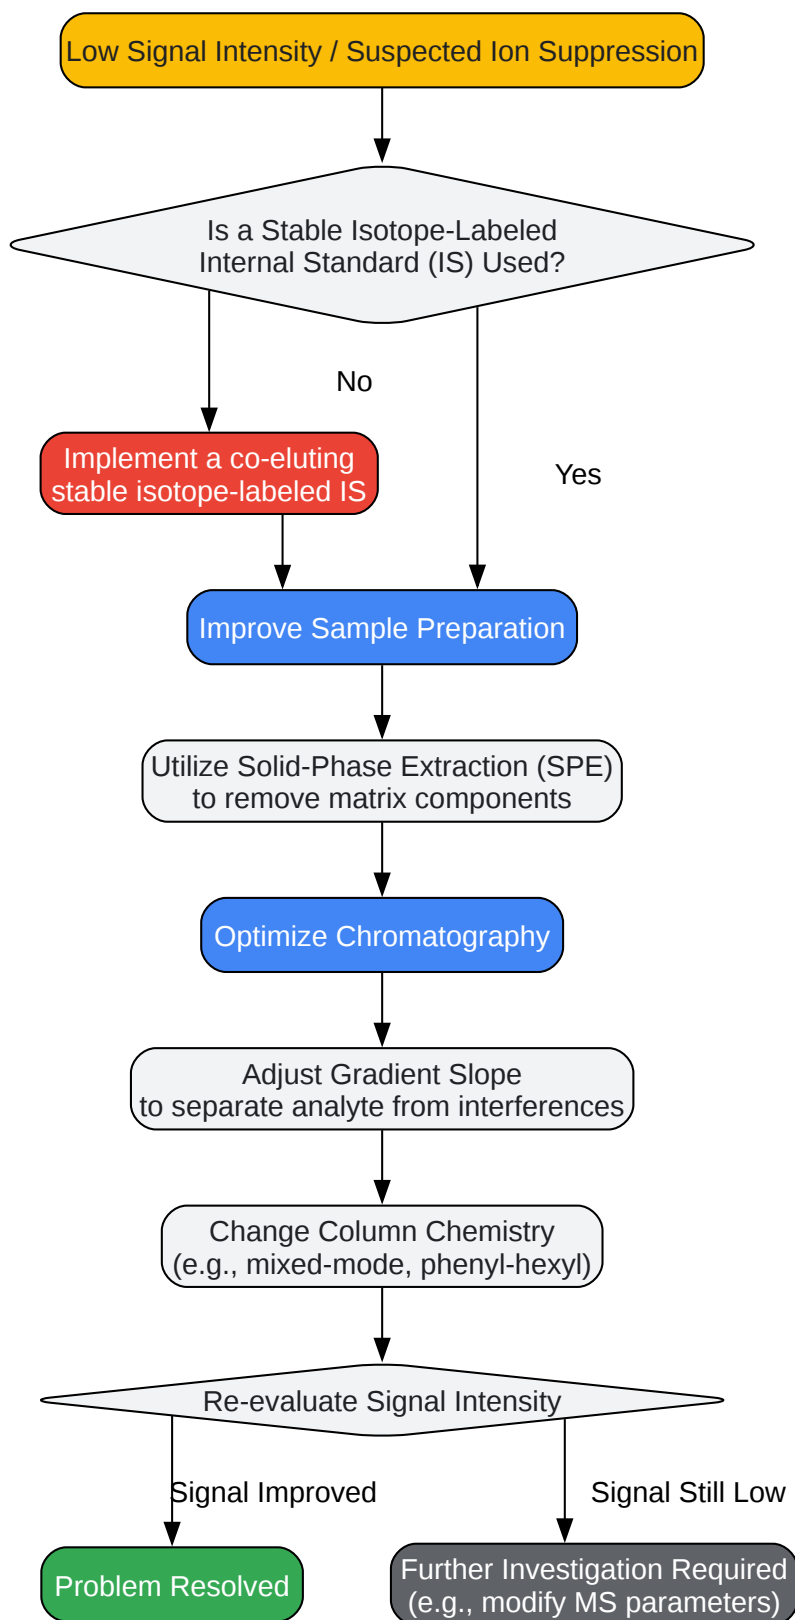 Low Signal Intensity / Suspected Ion Suppression
Is a Stable Isotope-Labeled
Internal Standard (IS) Used?
No
Implement a co-eluting
stable isotope-labeled IS
Yes
Improve Sample Preparation
Utilize Solid-Phase Extraction (SPE)
to remove matrix components
Optimize Chromatography
Adjust Gradient Slope
to separate analyte from interferences
Change Column Chemistry
(e.g., mixed-mode, phenyl-hexyl)
Re-evaluate Signal Intensity
Signal Improved
Signal Still Low
Problem Resolved
Further Investigation Required
(e.g., modify MS parameters)